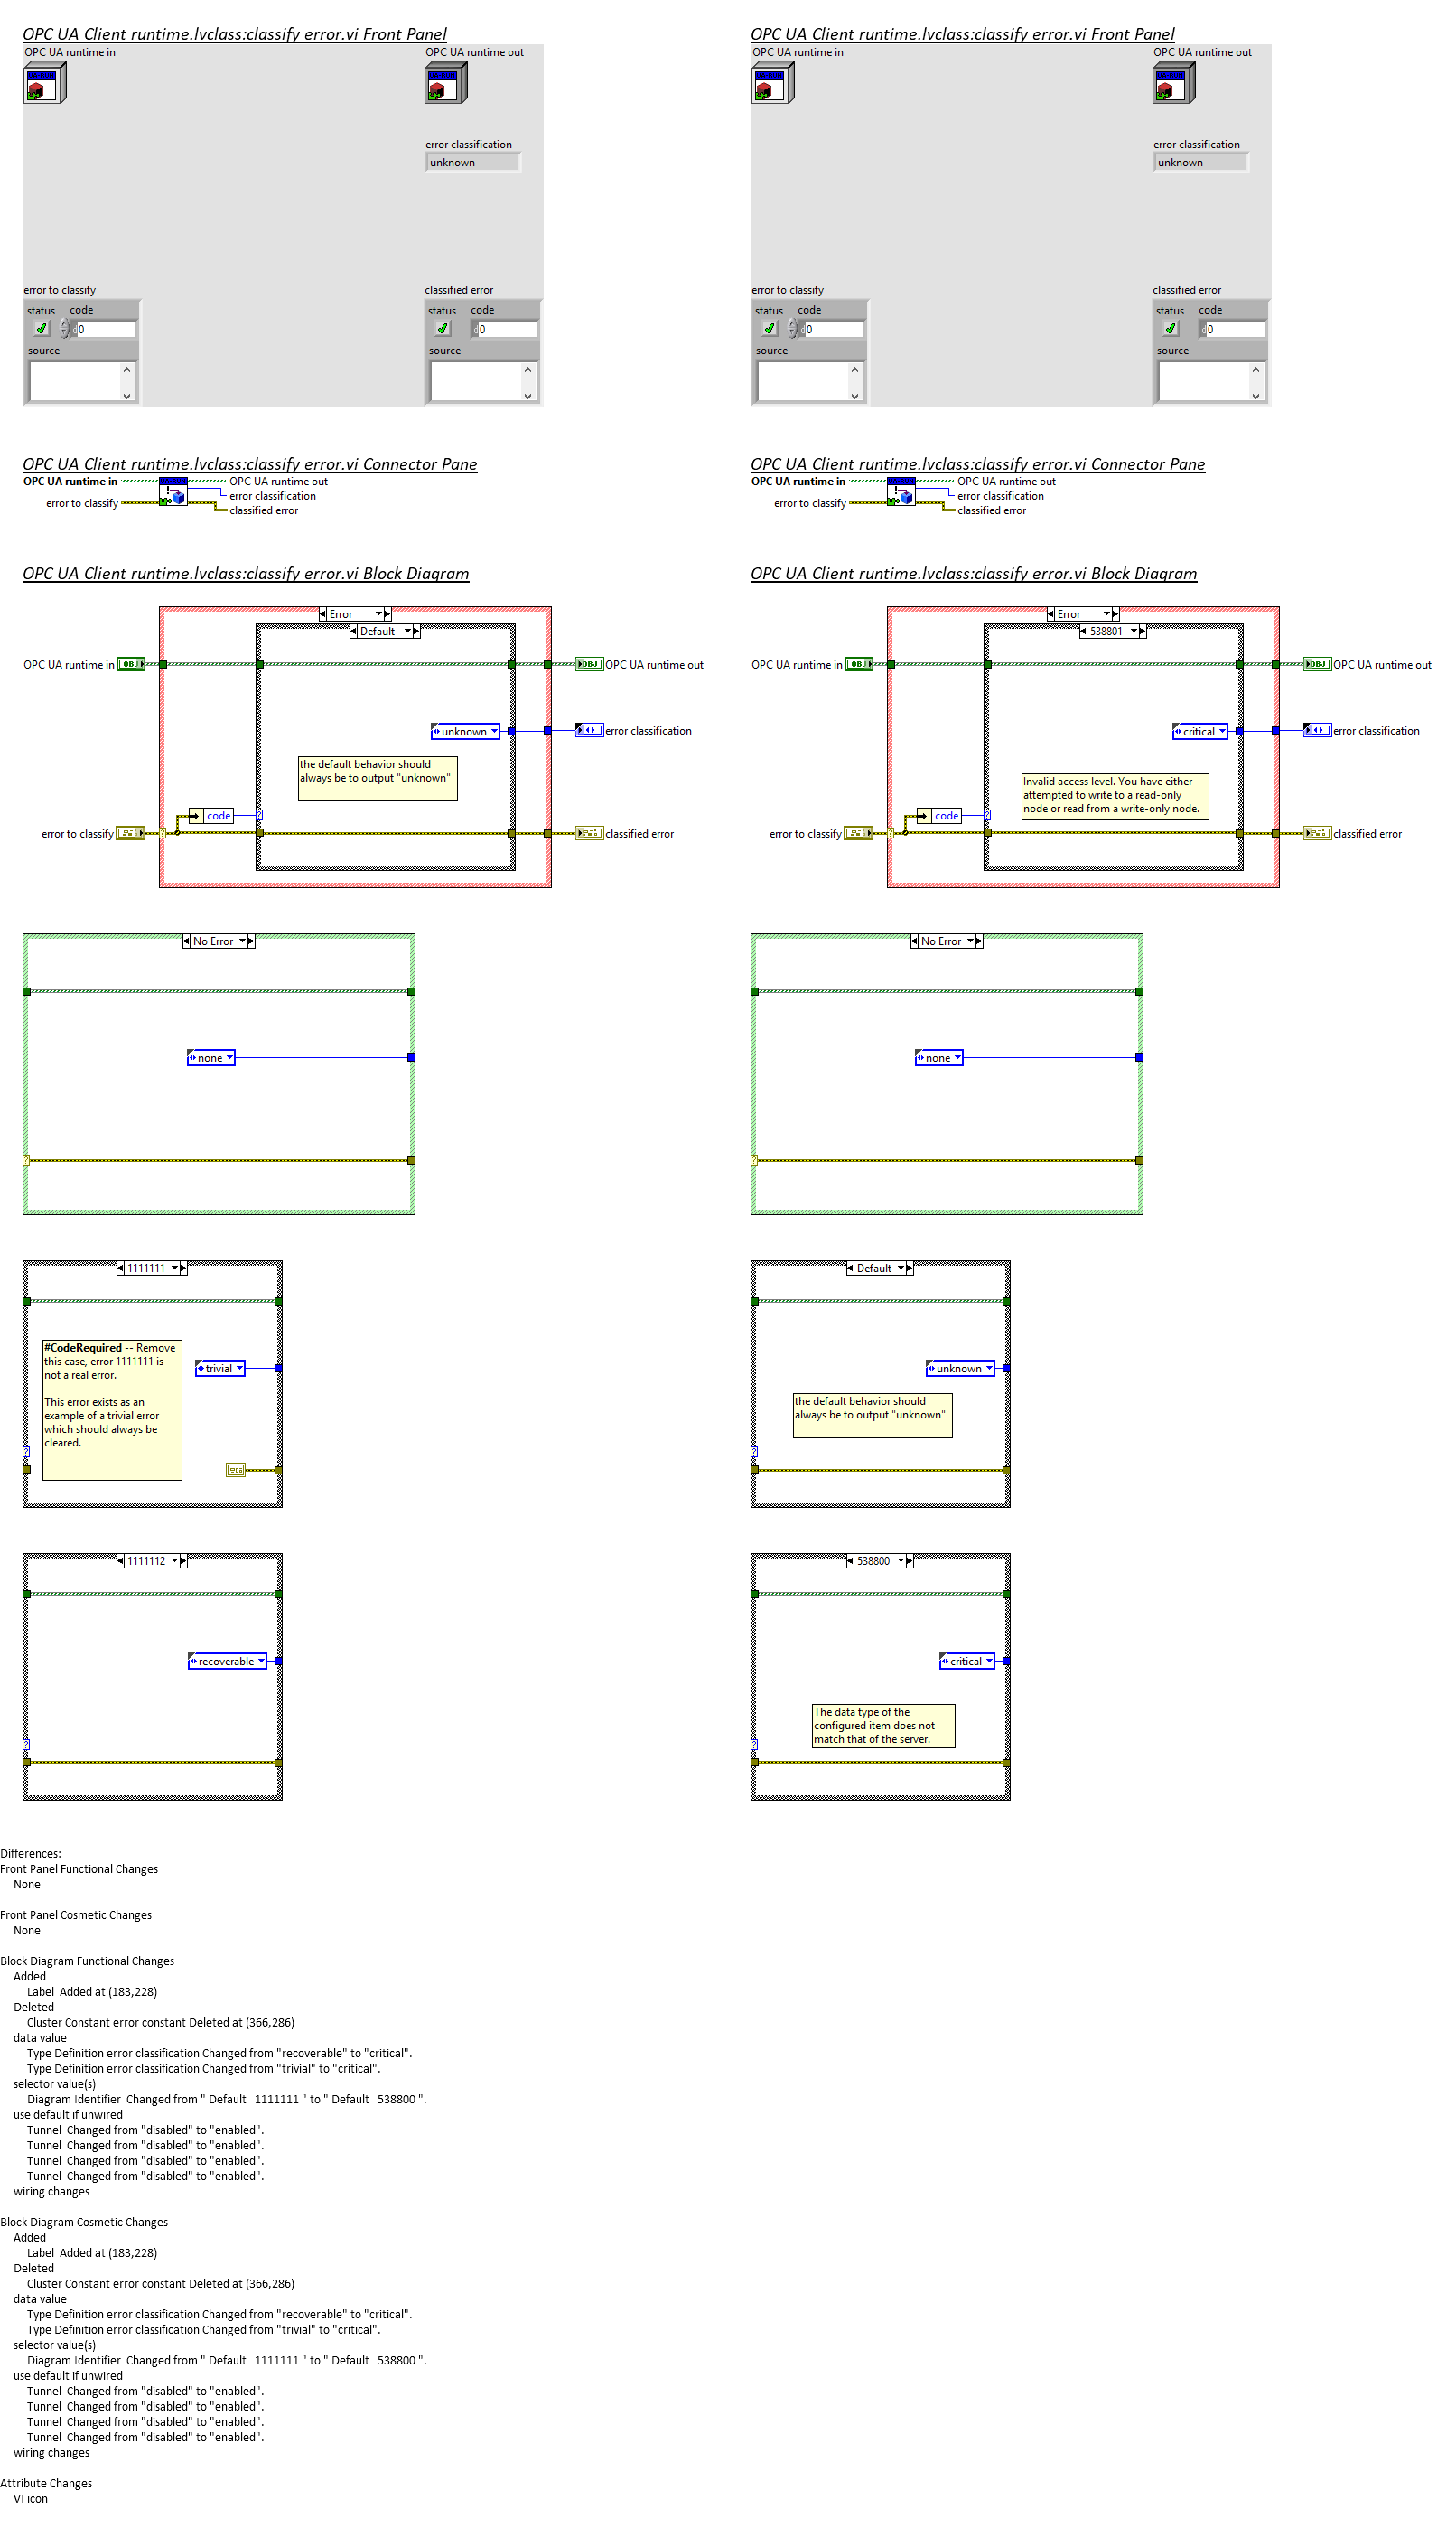 OPC UA Client runtime.lvclass:classify error.vi Front Panel
OPC UA runtime in
OPC UA runtime out
error classification
unknown
error to classify
status code
0
source
classified error
status code
0
source
OPC UA Client runtime.lvclass:classify error.vi Connector Pane
OPC UA runtime in
OPC UA runtime out
error classification
error to classify
classified error
OPC UA Client runtime.lvclass:classify error.vi Block Diagram
Error
Default
OPC UA runtime in
OBJ
OBJ
OPC UA runtime out
unknown
error classification
the default behavior should
always be to output "unknown"
code
error to classify
classified error
No Error
none
1111111
#CodeRequired -- Remove
this case, error 1111111 is
not a real error.
This error exists as an
example of a trivial error
which should always be
cleared.
trivial
1111112
recoverable
OPC UA Client runtime.lvclass:classify error.vi Front Panel
OPC UA runtime in
OPC UA runtime out
error classification
unknown
error to classify
status code
0
source
classified error
status code
0
source
OPC UA Client runtime.lvclass:classify error.vi Connector Pane
OPC UA runtime in
OPC UA runtime out
error classification
error to classify
classified error
OPC UA Client runtime.lvclass:classify error.vi Block Diagram
Error
538801
OPC UA runtime in
OBJ
OBJ
OPC UA runtime out
critical
error classification
Invalid access level. You have either
attempted to write to a read-only
node or read from a write-only node.
code
error to classify
classified error
No Error
none
Default
unknown
the default behavior should
always be to output "unknown"
538800
critical
The data type of the
configured item does not
match that of the server.
Differences:
Front Panel Functional Changes
None
Front Panel Cosmetic Changes
None
Block Diagram Functional Changes
Added
Label  Added at (183,228)
Deleted
Cluster Constant error constant Deleted at (366,286)
data value
Type Definition error classification Changed from "recoverable" to "critical".
Type Definition error classification Changed from "trivial" to "critical".
selector value(s)
Diagram Identifier  Changed from " Default   1111111 " to " Default   538800 ".
use default if unwired
Tunnel  Changed from "disabled" to "enabled".
Tunnel  Changed from "disabled" to "enabled".
Tunnel  Changed from "disabled" to "enabled".
Tunnel  Changed from "disabled" to "enabled".
wiring changes
Block Diagram Cosmetic Changes
Added
Label  Added at (183,228)
Deleted
Cluster Constant error constant Deleted at (366,286)
data value
Type Definition error classification Changed from "recoverable" to "critical".
Type Definition error classification Changed from "trivial" to "critical".
selector value(s)
Diagram Identifier  Changed from " Default   1111111 " to " Default   538800 ".
use default if unwired
Tunnel  Changed from "disabled" to "enabled".
Tunnel  Changed from "disabled" to "enabled".
Tunnel  Changed from "disabled" to "enabled".
Tunnel  Changed from "disabled" to "enabled".
wiring changes
Attribute Changes
VI icon